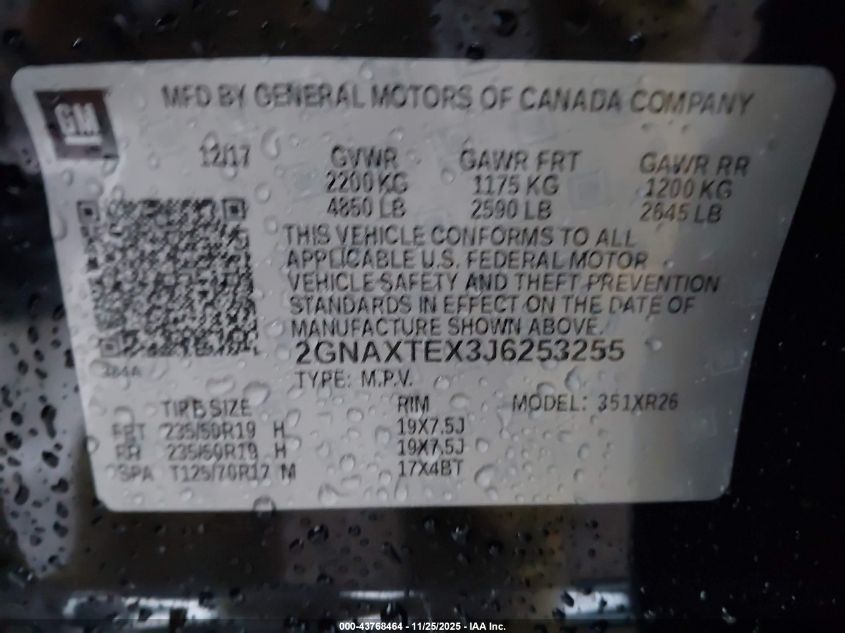 GM
MFD BY GENERAL MOTORS OF CANADA COMPANY
12/17 GVWR GAWR FRT GAWR RR
2200 KG 1175 KG 1200 KG
4850 LB 2590 LB 2645 LB
THIS VEHICLE CONFORMS TO ALL
APPLICABLE U.S. FEDERAL MOTOR
VEHICLE SAFETY AND THEFT PREVENTION
STANDARDS IN EFFECT ON THE DATE OF
MANUFACTURE SHOWN ABOVE.
2GNAXTEX3J6253255
TYPE: M.P.V.
TIRE SIZE RIM MODEL: 351XR26
FRT 235/50R19 H 19X7.5J
RR 235/50R19 H 19X7.5J
SPA T125/70R17 M 17X4BT
000-43768464 - 11/25/2025 - IAA Inc.